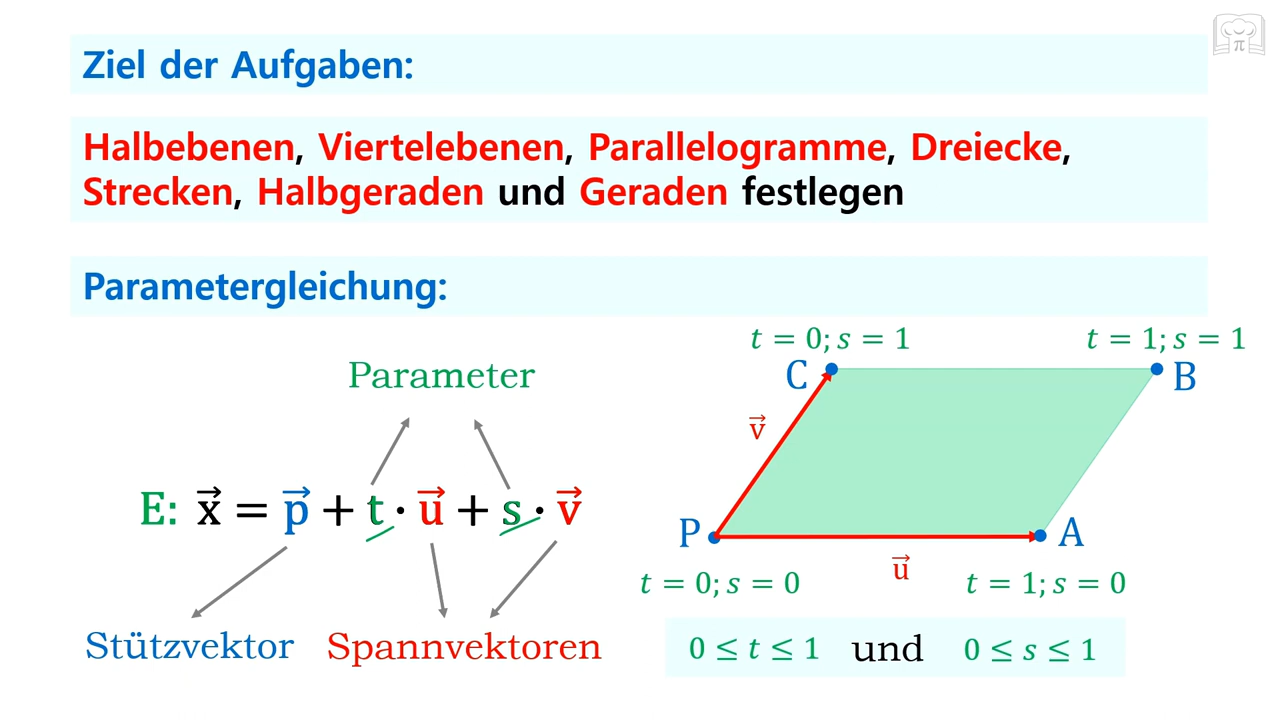 Ziel der Aufgaben:
Halbebenen, Viertelebenen, Parallelogramme, Dreiecke,
Strecken, Halbgeraden und Geraden festlegen
Parametergleichung:
Parameter
E: x⃗ = p⃗ + t · u⃗ + s · v⃗
Stützvektor
Spannvektoren
t = 0; s = 1
t = 1; s = 1
C
B
v⃗
P
A
u⃗
t = 0; s = 0
t = 1; s = 0
0 ≤ t ≤ 1 und 0 ≤ s ≤ 1
π